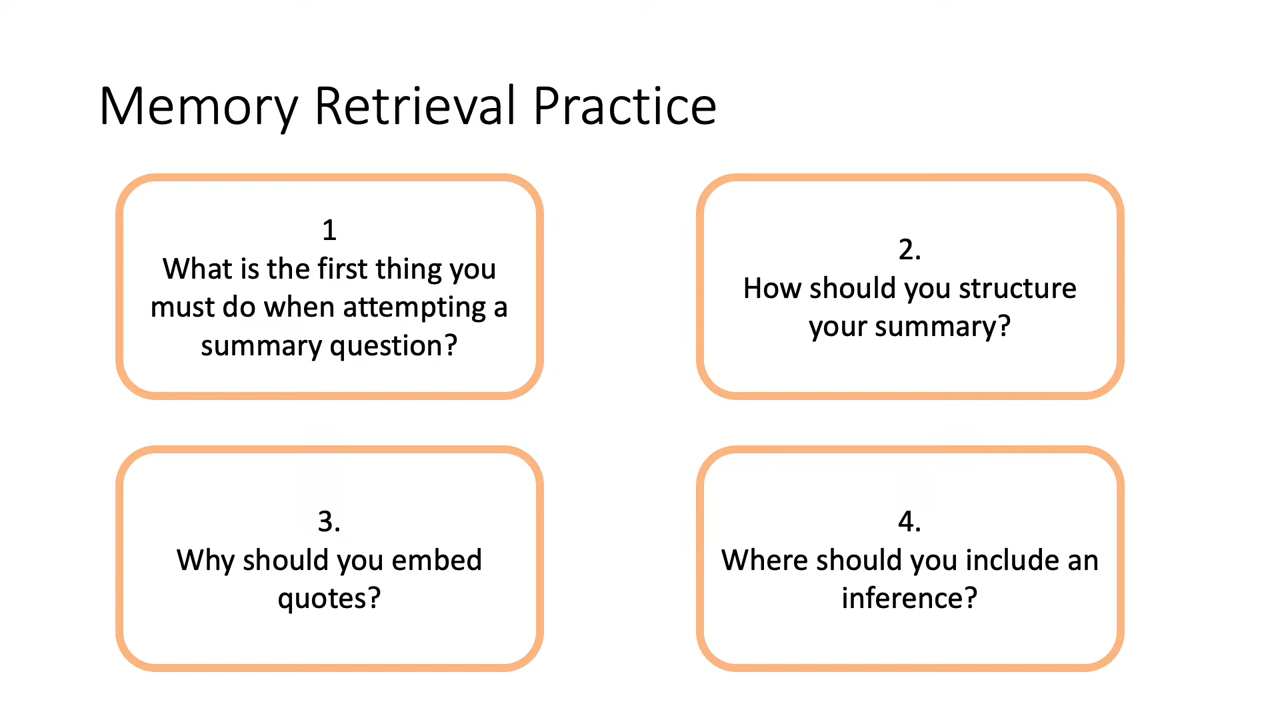 Memory Retrieval Practice
1
What is the first thing you
must do when attempting a
summary question?
2.
How should you structure
your summary?
3.
Why should you embed
quotes?
4.
Where should you include an
inference?